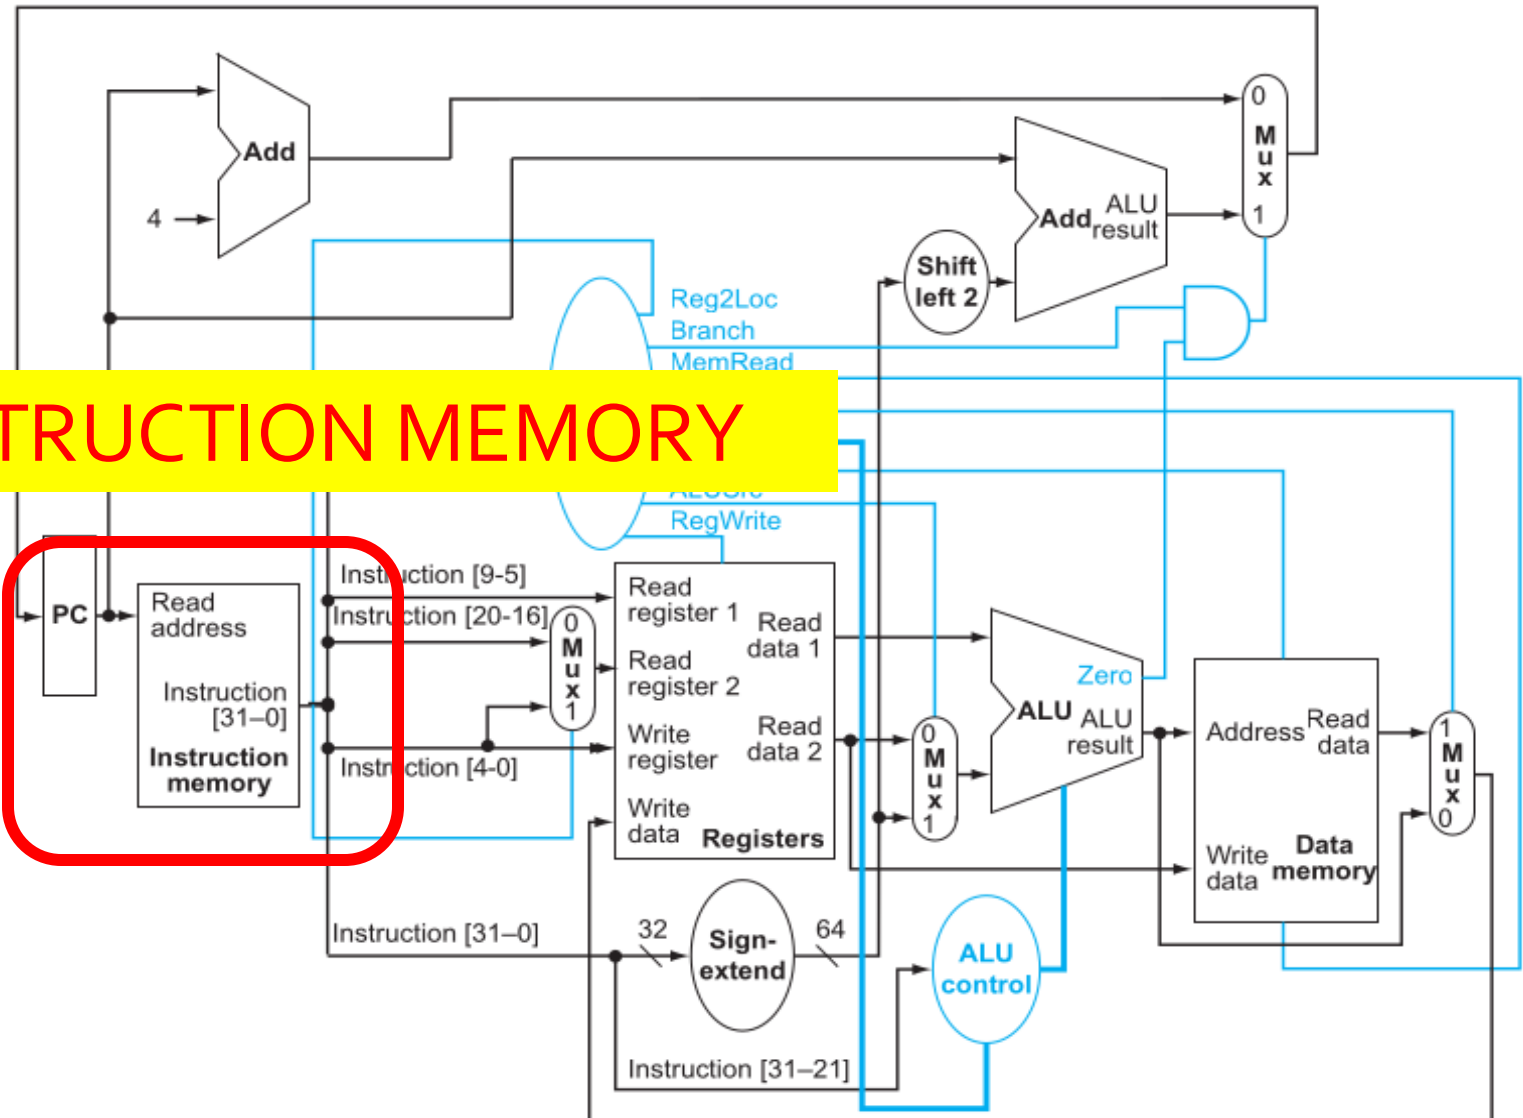 Add
4
0
Mux
1
Add
ALU
result
Shift
left 2
Reg2Loc
Branch
MemRead
TRUCTION MEMORY
RegWrite
PC
Read
address
Instruction
[31–0]
Instruction
memory
Instruction [9-5]
Instruction [20-16]
Instruction [4-0]
0
Mux
1
Read
register 1
Read
register 2
Write
register
Write
data
Read
data 1
Read
data 2
Registers
0
Mux
1
Zero
ALU
ALU
result
Address
Read
data
Write
data
Data
memory
1
Mux
0
Instruction [31–0]
32
Sign-
extend
64
ALU
control
Instruction [31–21]